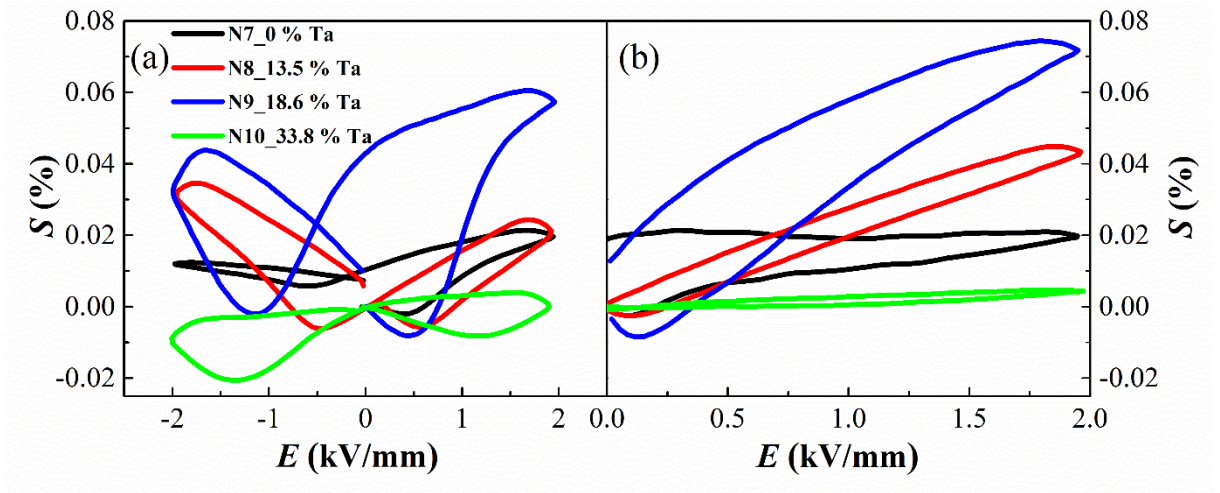 0.08
0.06
0.04
0.02
0.00
-0.02
S (%)
(a)
N7_0 % Ta
N8_13.5 % Ta
N9_18.6 % Ta
N10_33.8 % Ta
-2 -1 0 1 2
E (kV/mm)
(b)
0.0 0.5 1.0 1.5 2.0
E (kV/mm)
0.08
0.06
0.04
0.02
0.00
-0.02
S (%)